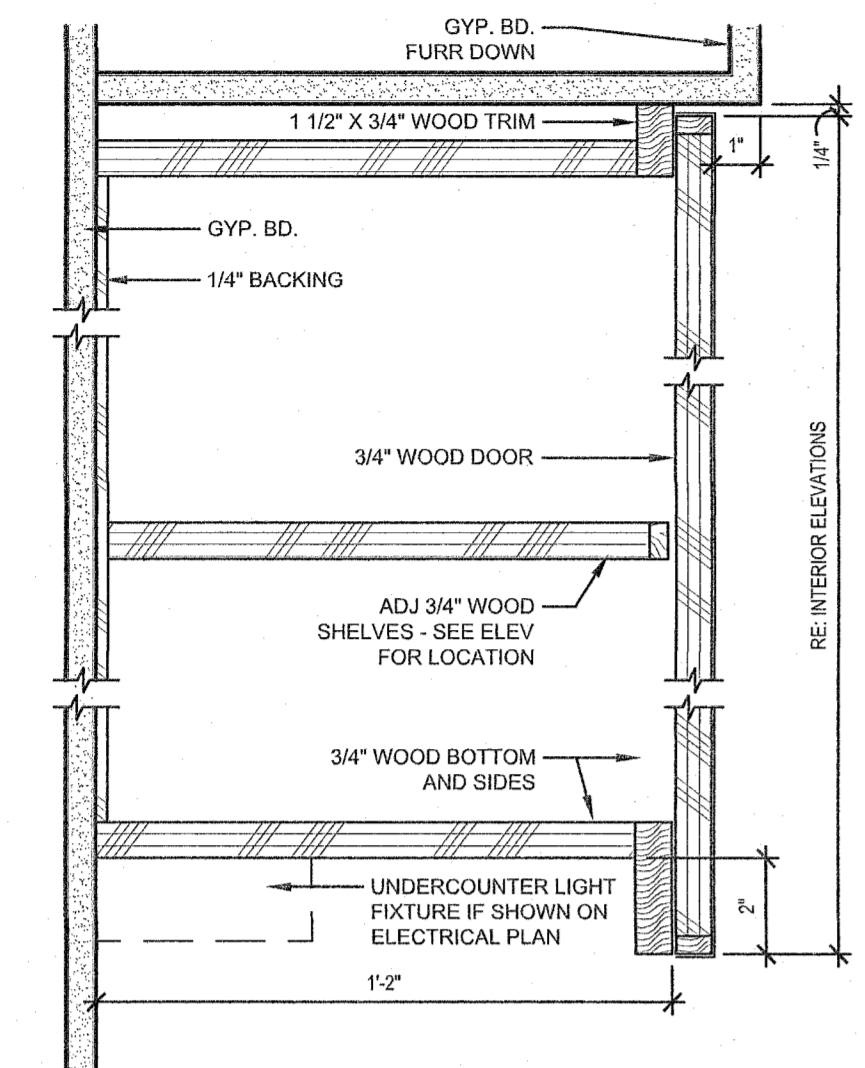 GYP. BD.
FURR DOWN
1 1/2" X 3/4" WOOD TRIM
1"
1/4"
GYP. BD.
1/4" BACKING
3/4" WOOD DOOR
RE: INTERIOR ELEVATIONS
ADJ 3/4" WOOD
SHELVES - SEE ELEV
FOR LOCATION
3/4" WOOD BOTTOM
AND SIDES
UNDERCOUNTER LIGHT
FIXTURE IF SHOWN ON
ELECTRICAL PLAN
2"
1'-2"